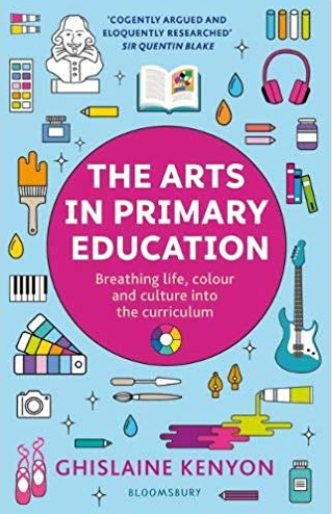 'COGENTLY ARGUED AND
ELOQUENTLY RESEARCHED'
SIR QUENTIN BLAKE
THE ARTS
IN PRIMARY
EDUCATION
Breathing life, colour
and culture into
the curriculum
GHISLAINE KENYON
BLOOMSBURY